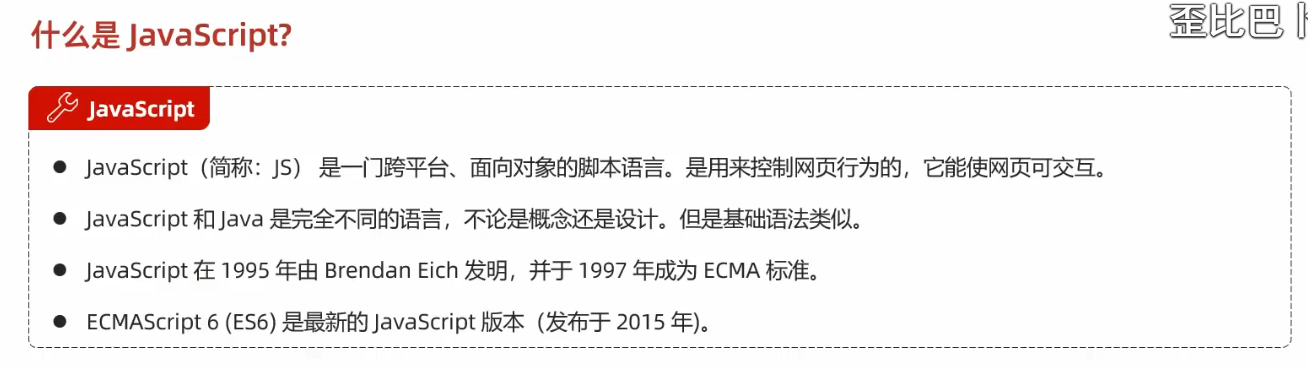 什么是 JavaScript?
歪比巴卜
JavaScript
JavaScript（简称：JS） 是一门跨平台、面向对象的脚本语言。是用来控制网页行为的，它能使网页可交互。
JavaScript 和 Java 是完全不同的语言，不论是概念还是设计。但是基础语法类似。
JavaScript 在 1995 年由 Brendan Eich 发明，并于 1997 年成为 ECMA 标准。
ECMAScript 6 (ES6) 是最新的 JavaScript 版本（发布于 2015 年)。